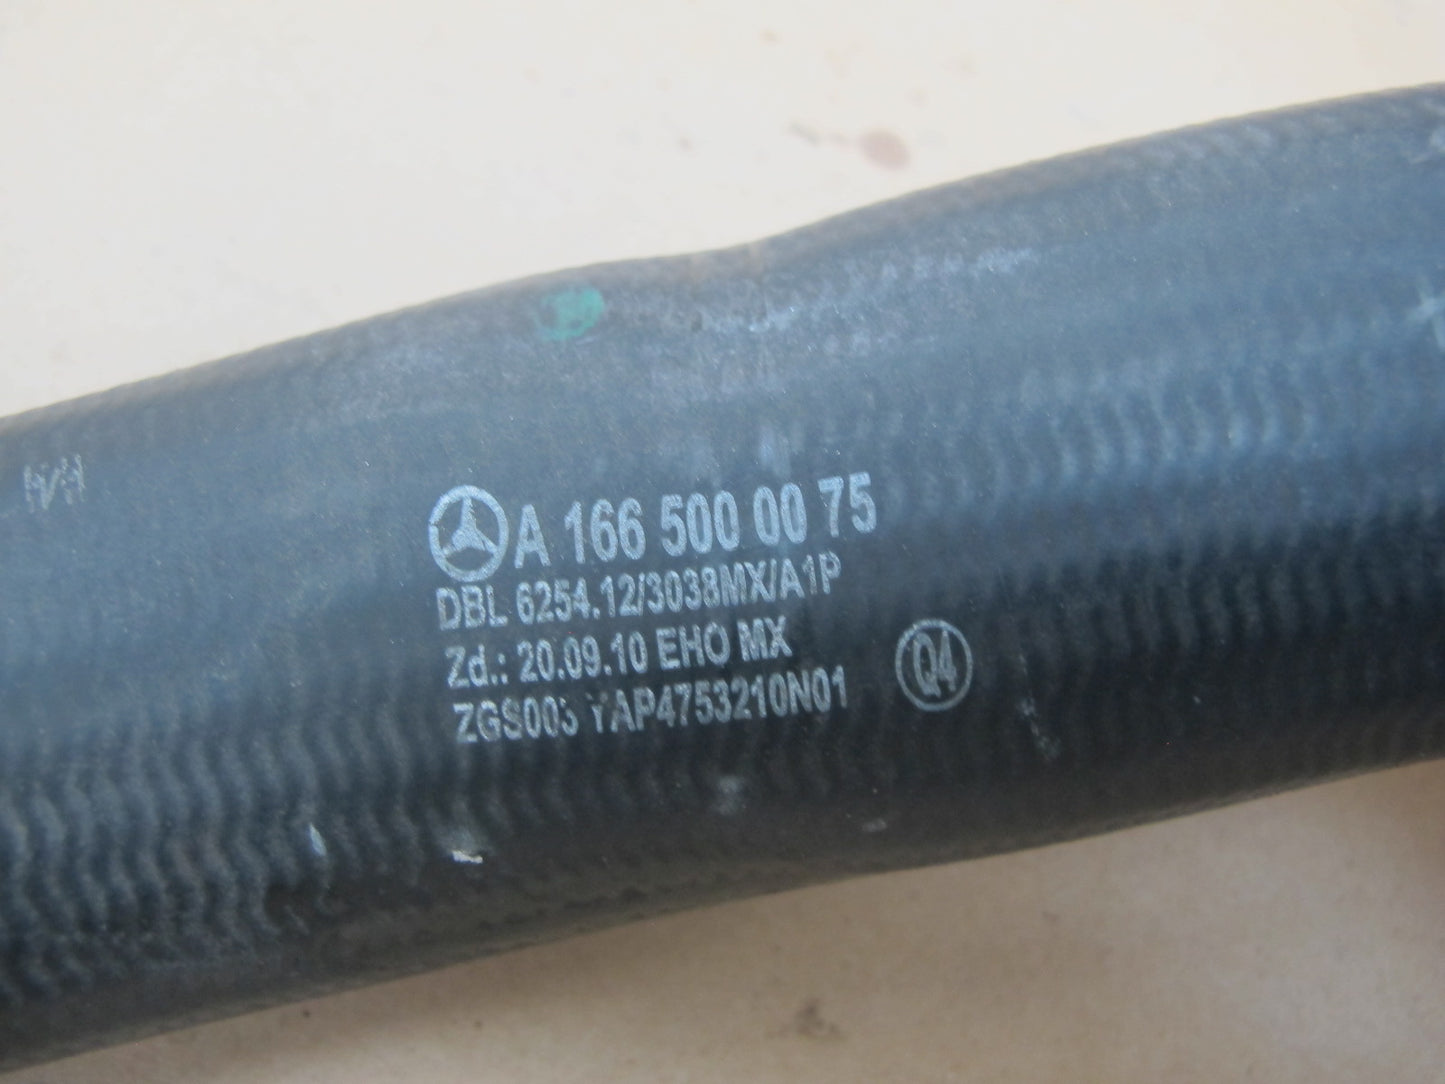 A 166 500 00 75
DBL 6254.12/3038MX/A1P
Zd.: 20.09.10 EHO MX
ZGS003 YAP4753210N01
Q4